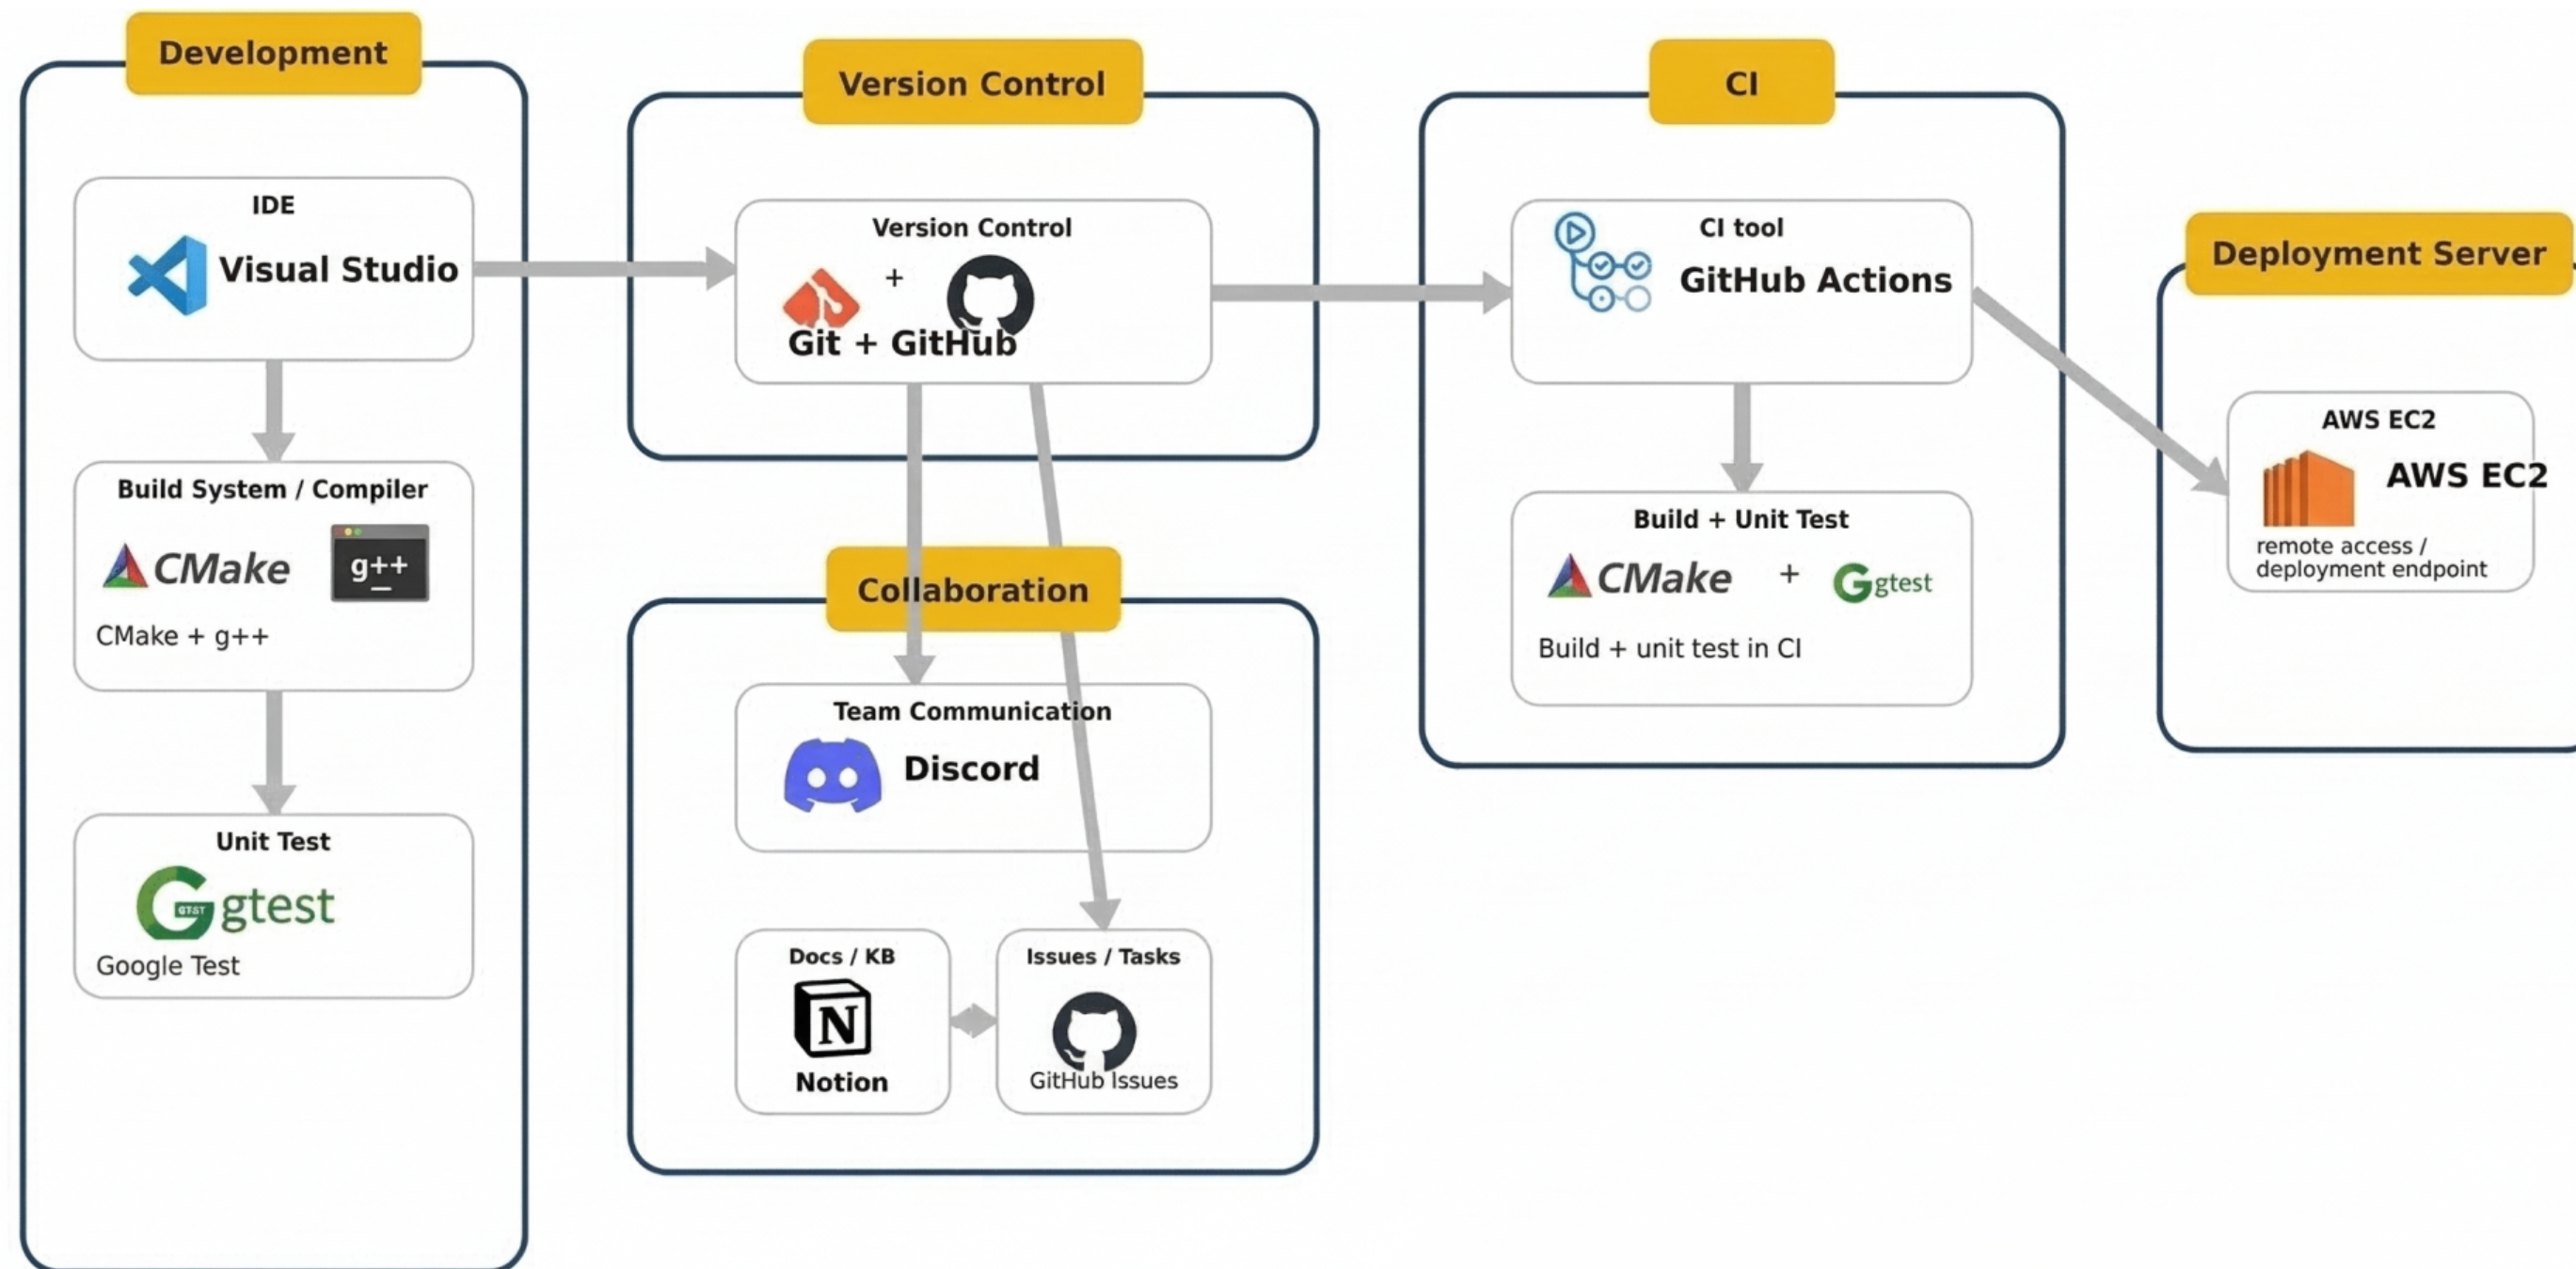 Development
IDE
Visual Studio
Build System / Compiler
CMake
g++
CMake + g++
Unit Test
GTST
gtest
Google Test
Version Control
Version Control
+
Git + GitHub
Collaboration
Team Communication
Discord
Docs / KB
N
Notion
Issues / Tasks
GitHub Issues
CI
CI tool
GitHub Actions
Build + Unit Test
CMake + G gtest
Build + unit test in CI
Deployment Server
AWS EC2
AWS EC2
remote access /
deployment endpoint